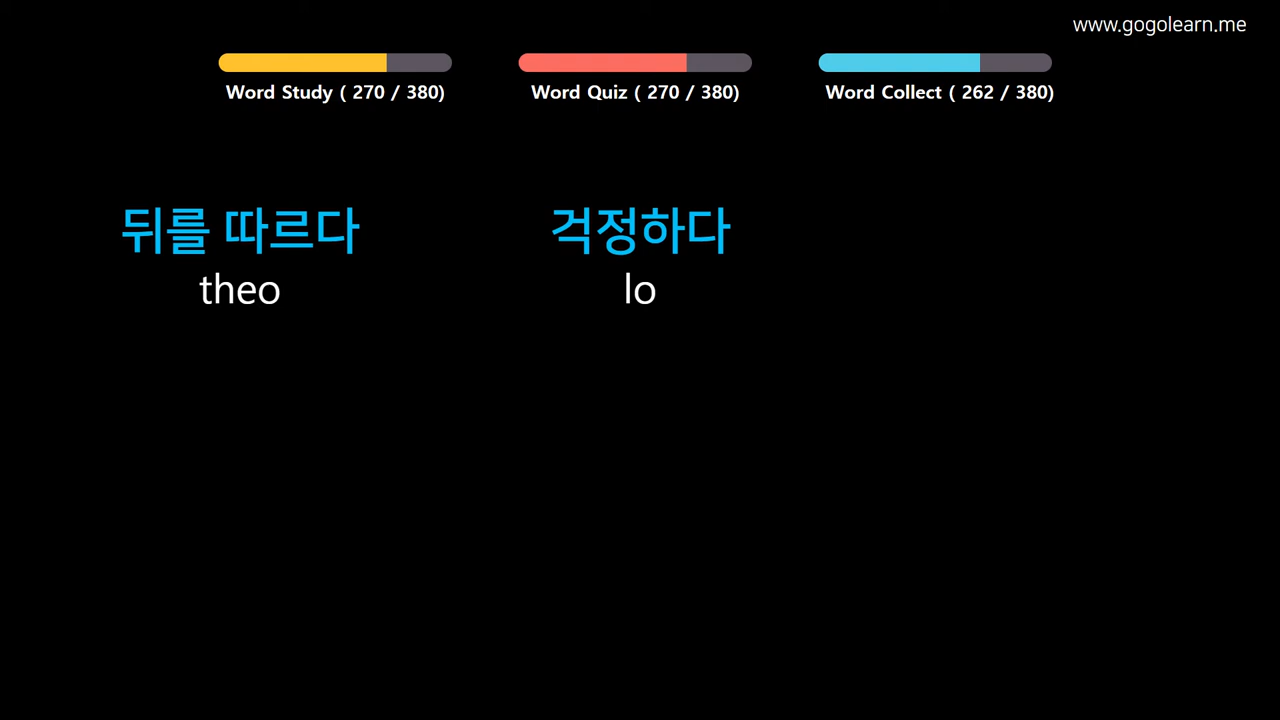 www.gogolearn.me
Word Study ( 270 / 380)
Word Quiz ( 270 / 380)
Word Collect ( 262 / 380)
뒤를 따르다
theo
걱정하다
lo